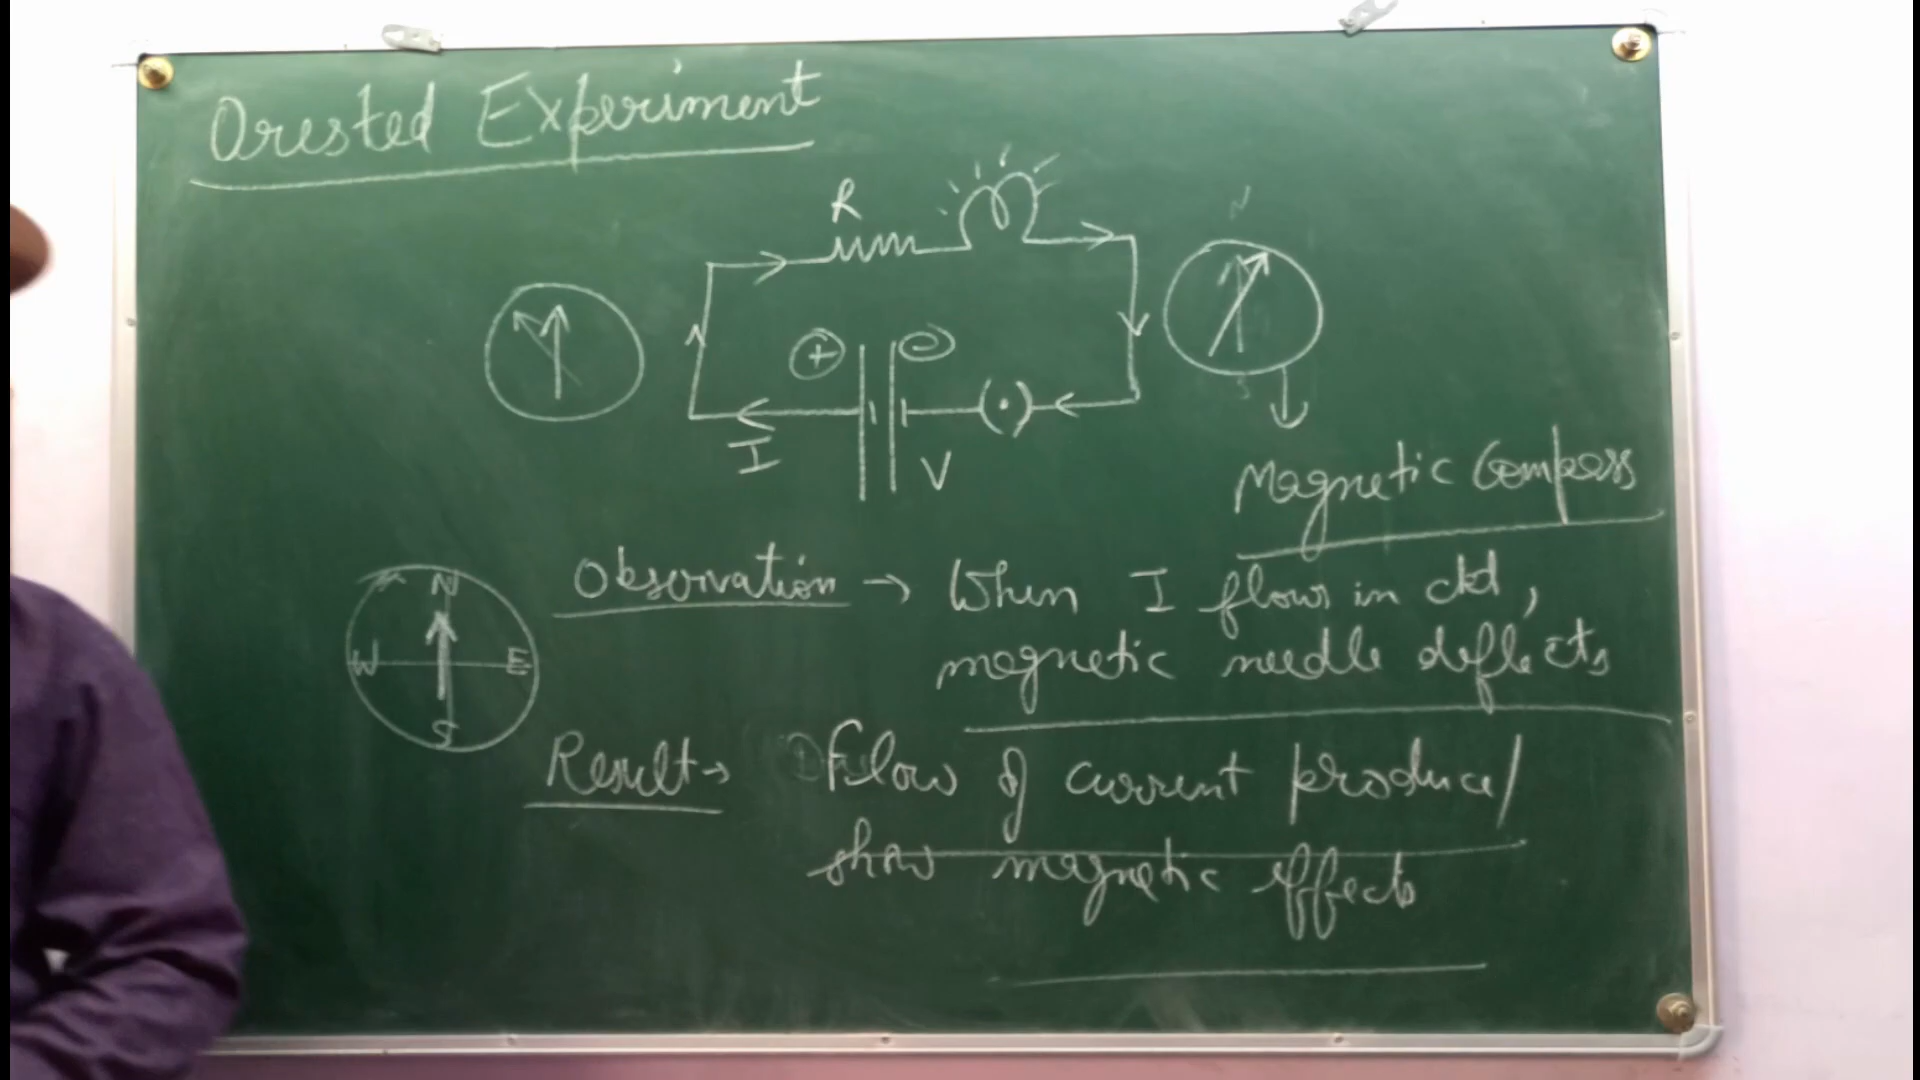 Orested Experiment
R
N
S
+
I
V
Magnetic Compass
N
W E
S
Observation → When I flows in ckt,
magnetic needle deflects
Result → Flow of current produce/
show magnetic effects